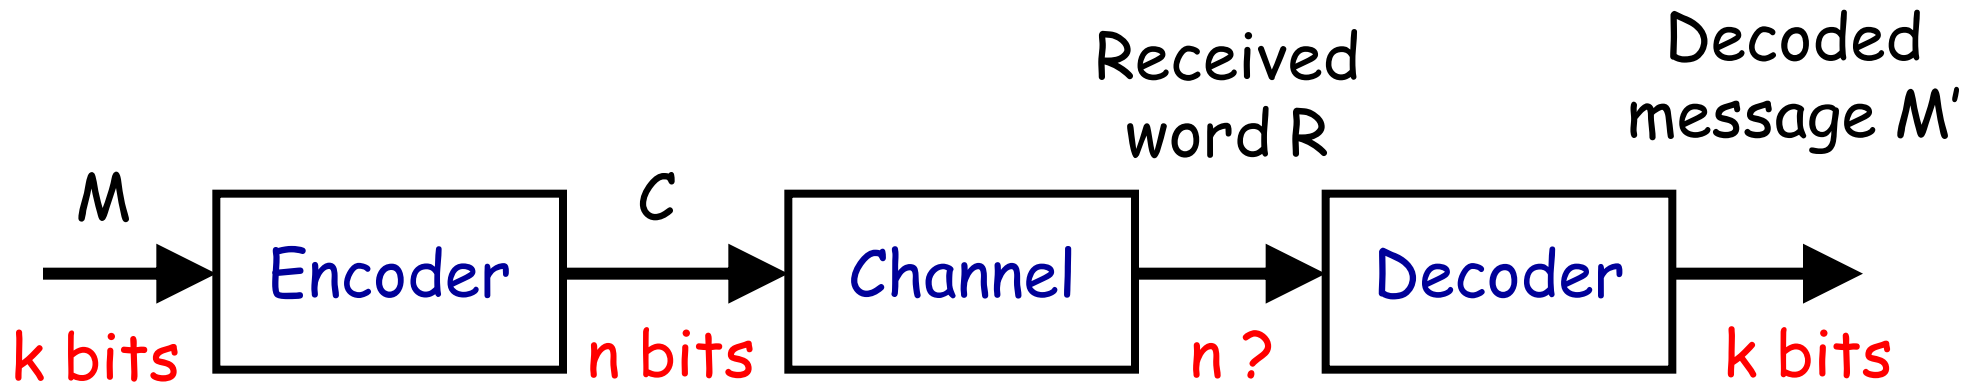 Received
word R
Decoded
message M'
M
C
Encoder
Channel
Decoder
k bits
n bits
n ?
k bits